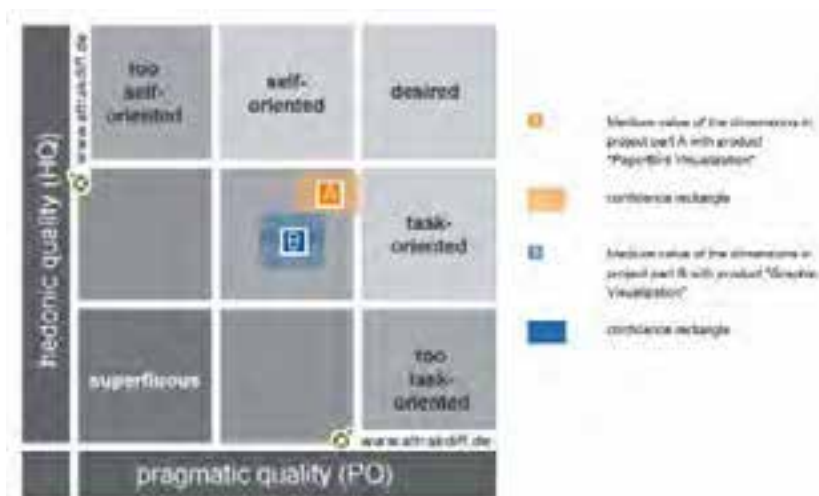 hedonic quality (HQ)
www.attrakdiff.de
too
self-
oriented
self-
oriented
desired
A
B
task-
oriented
superfluous
too
task-
oriented
www.attrakdiff.de
pragmatic quality (PQ)
A
Medium value of the dimensions in
project part A with product
"PaperBird Visualization"
confidence rectangle
B
Medium value of the dimensions in
project part B with product "Graphic
Visualization"
confidence rectangle